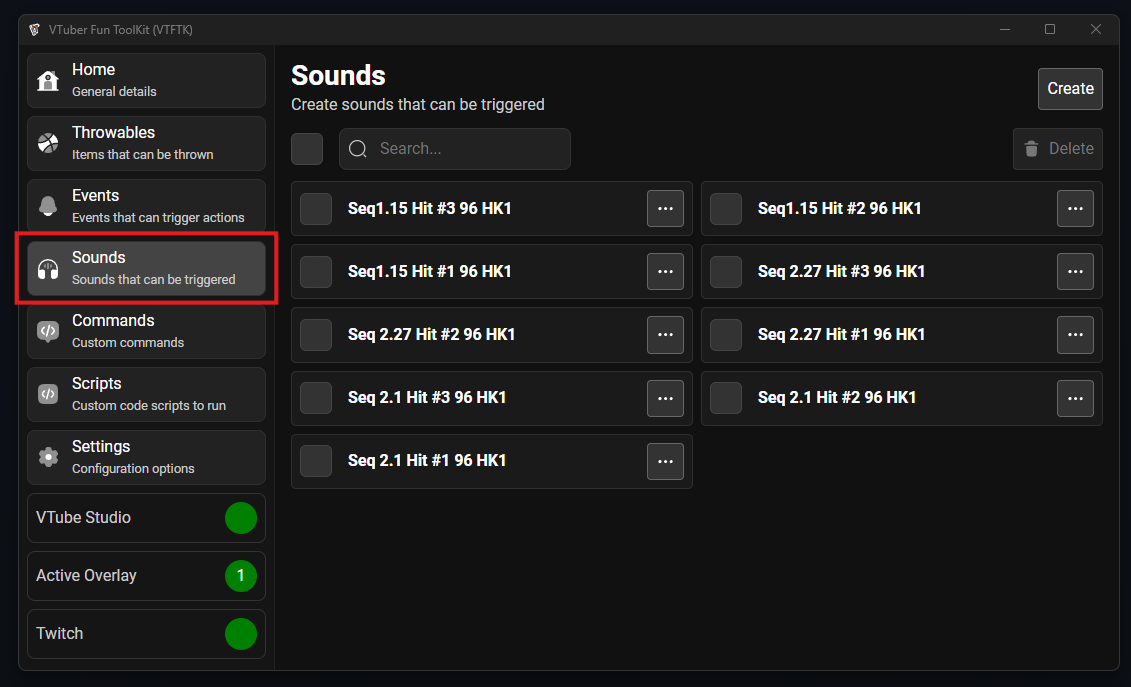 VTuber Fun ToolKit (VTFTK)
Home
General details
Throwables
Items that can be thrown
Events
Events that can trigger actions
Sounds
Sounds that can be triggered
Commands
Custom commands
Scripts
Custom code scripts to run
Settings
Configuration options
VTube Studio
Active Overlay 1
Twitch
Sounds
Create sounds that can be triggered
Create
Search...
Delete
Seq1.15 Hit #3 96 HK1
Seq1.15 Hit #2 96 HK1
Seq1.15 Hit #1 96 HK1
Seq 2.27 Hit #3 96 HK1
Seq 2.27 Hit #2 96 HK1
Seq 2.27 Hit #1 96 HK1
Seq 2.1 Hit #3 96 HK1
Seq 2.1 Hit #2 96 HK1
Seq 2.1 Hit #1 96 HK1